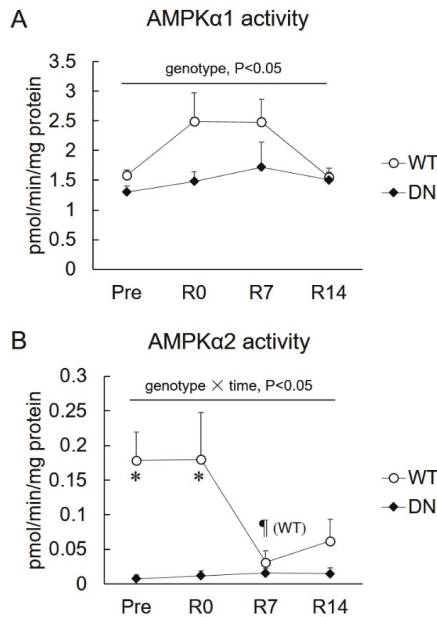 A
AMPKα1 activity
genotype, P<0.05
pmol/min/mg protein
3.5
3
2.5
2
1.5
1
0.5
0
Pre R0 R7 R14
WT
DN
B
AMPKα2 activity
genotype × time, P<0.05
pmol/min/mg protein
0.3
0.25
0.2
0.15
0.1
0.05
0
* *
¶ (WT)
Pre R0 R7 R14
WT
DN